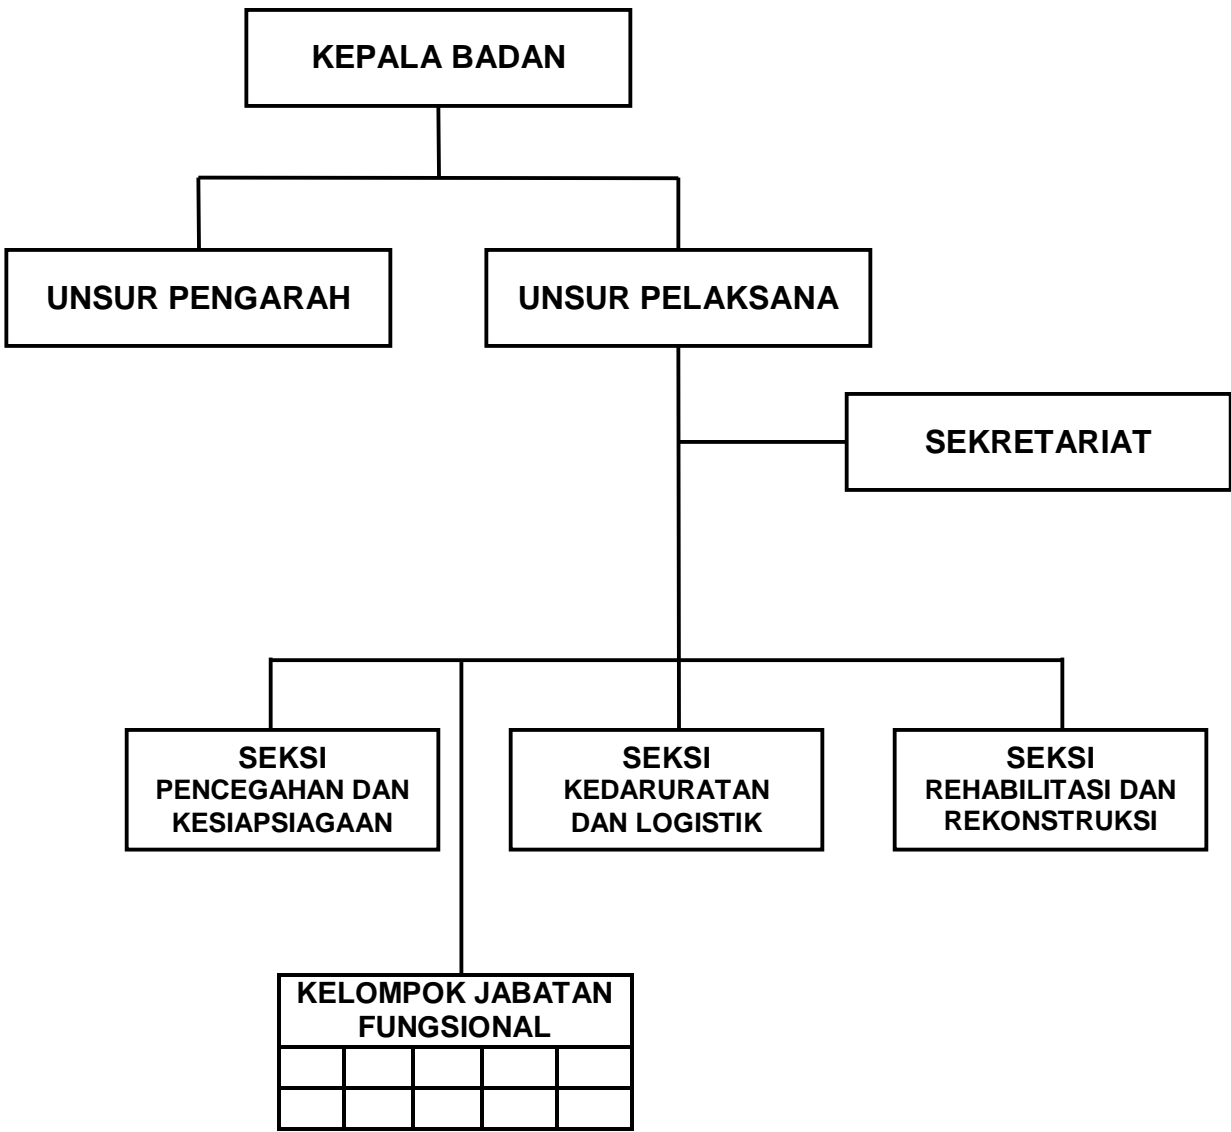 KEPALA BADAN
UNSUR PENGARAH
UNSUR PELAKSANA
SEKRETARIAT
SEKSI
PENCEGAHAN DAN
KESIAPSIAGAAN
SEKSI
KEDARURATAN
DAN LOGISTIK
SEKSI
REHABILITASI DAN
REKONSTRUKSI
KELOMPOK JABATAN
FUNGSIONAL